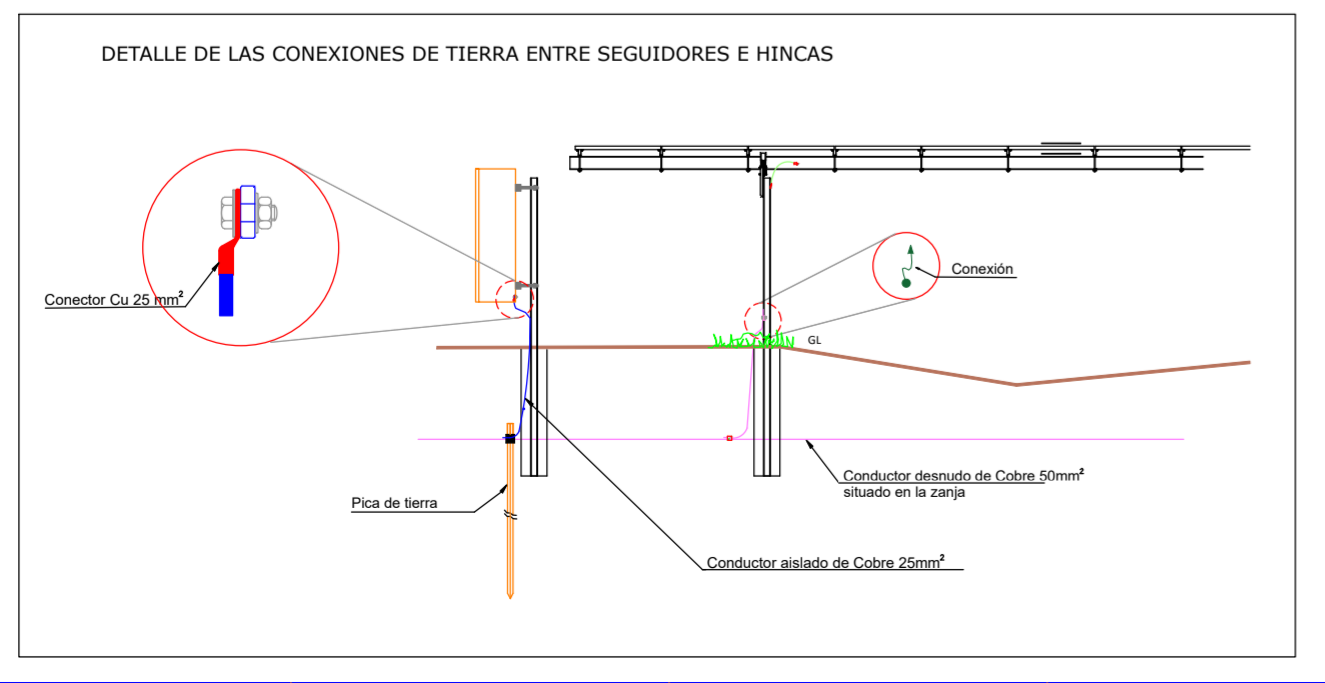 DETALLE DE LAS CONEXIONES DE TIERRA ENTRE SEGUIDORES E HINCAS
Conector Cu 25 mm²
Conexión
GL
Conductor desnudo de Cobre 50mm²
situado en la zanja
Pica de tierra
Conductor aislado de Cobre 25mm²